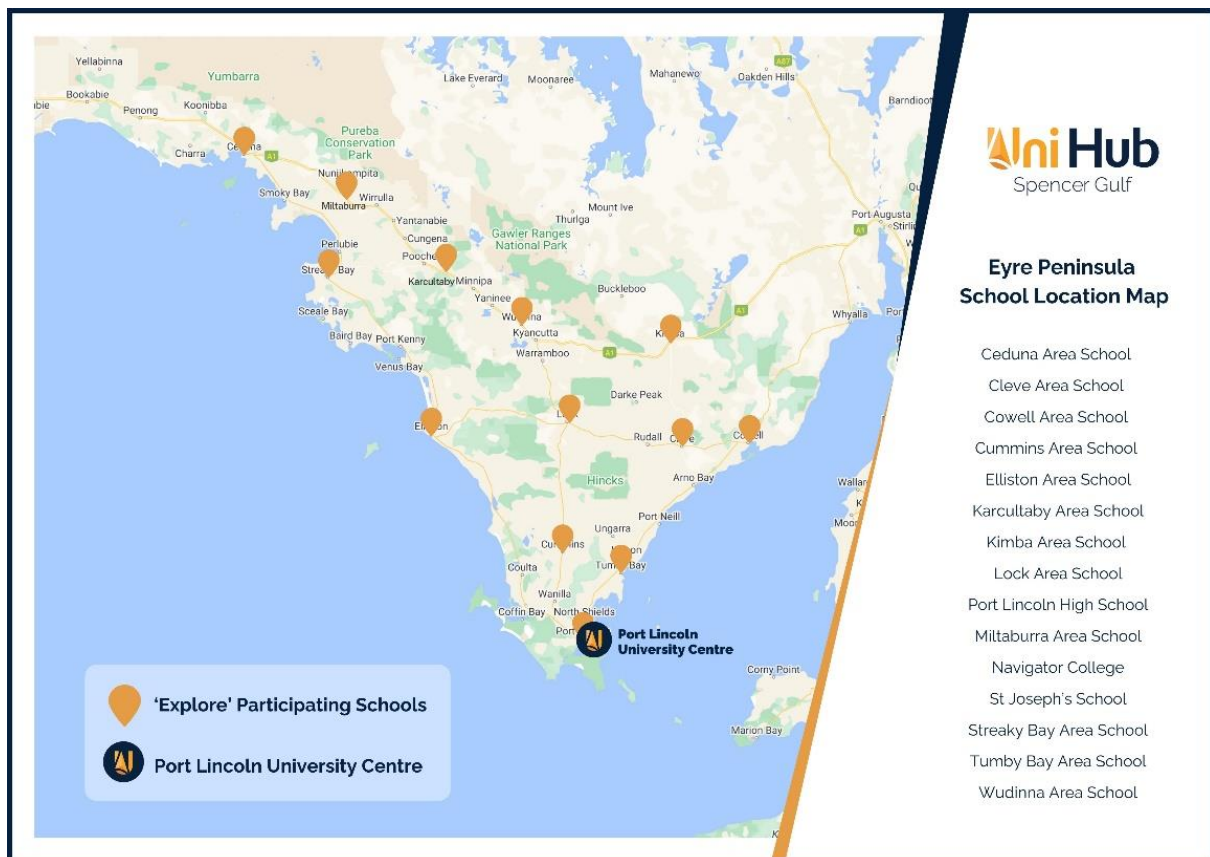 Yellabinna
Yumbarra
Lake Everard
Moonaree
Mahanewo
Oakden Hills
A87
Bookabie
Penong
Koonibba
Barndioot
Charra
A1
Pureba
Conservation
Park
Smoky Bay
Miltaburra
Wirrulla
Yantanabie
Mount Ive
Thurlga
Port Augusta
Stirlin
A1
Perlubie
Cungena
Gawler Ranges
National Park
Karcultaby
Minnipa
Buckleboo
Yaninee
Sceale Bay
Kyancutta
Whyalla
A1
A1
Baird Bay
Port Kenny
Warramboo
Venus Bay
Darke Peak
Rudall
Hincks
Arno Bay
Port Neill
Ungarra
Coulta
Wanilla
Coffin Bay
North Shields
Corny Point
Marion Bay
Port Lincoln
University Centre
'Explore' Participating Schools
Port Lincoln University Centre
Uni Hub
Spencer Gulf
Eyre Peninsula
School Location Map
Ceduna Area School
Cleve Area School
Cowell Area School
Cummins Area School
Elliston Area School
Karcultaby Area School
Kimba Area School
Lock Area School
Port Lincoln High School
Miltaburra Area School
Navigator College
St Joseph's School
Streaky Bay Area School
Tumby Bay Area School
Wudinna Area School